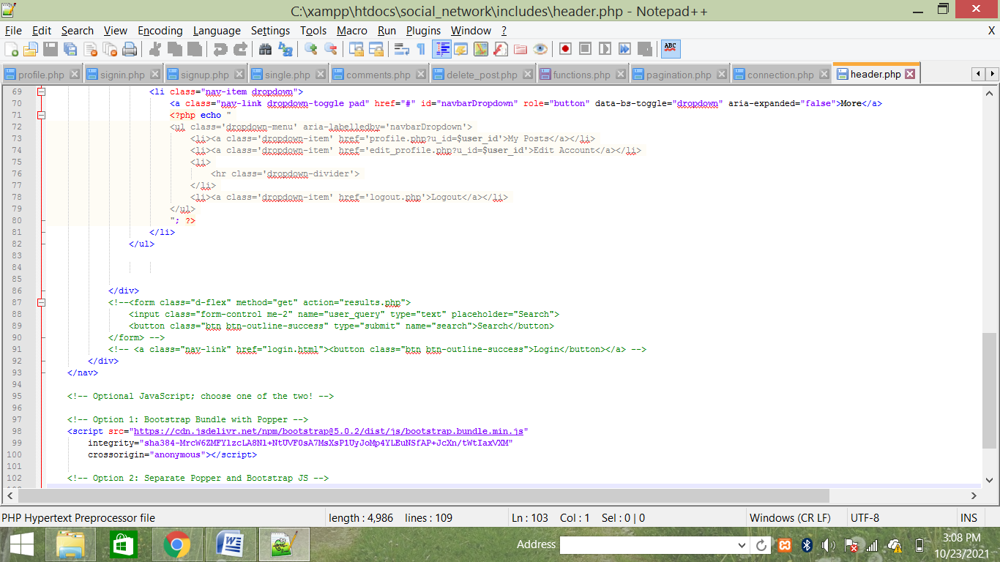 C:\xampp\htdocs\social_network\includes\header.php - Notepad++
File Edit Search View Encoding Language Settings Tools Macro Run Plugins Window ? X
ABC
profile.php signin.php signup.php single.php comments.php delete_post.php functions.php pagination.php connection.php header.php
69 <li class="nav-item dropdown">
70 <a class="nav-link dropdown-toggle pad" href="#" id="navbarDropdown" role="button" data-bs-toggle="dropdown" aria-expanded="false">More</a>
71 <?php echo "
72 <ul class='dropdown-menu' aria-labelledby='navbarDropdown'>
73 <li><a class='dropdown-item' href='profile.php?u_id=$user_id'>My Posts</a></li>
74 <li><a class='dropdown-item' href='edit_profile.php?u_id=$user_id'>Edit Account</a></li>
75 <li>
76 <hr class='dropdown-divider'>
77 </li>
78 <li><a class='dropdown-item' href='logout.php'>Logout</a></li>
79 </ul>
80 "; ?>
81 </li>
82 </ul>
83
84
85
86 </div>
87 <!--<form class="d-flex" method="get" action="results.php">
88 <input class="form-control me-2" name="user_query" type="text" placeholder="Search">
89 <button class="btn btn-outline-success" type="submit" name="search">Search</button>
90 </form> -->
91 <!-- <a class="nav-link" href="login.html"><button class="btn btn-outline-success">Login</button></a> -->
92 </div>
93 </nav>
94
95 <!-- Optional JavaScript; choose one of the two! -->
96
97 <!-- Option 1: Bootstrap Bundle with Popper -->
98 <script src="https://cdn.jsdelivr.net/npm/bootstrap@5.0.2/dist/js/bootstrap.bundle.min.js"
99 integrity="sha384-MrcW6ZMFYlzcLA8Nl+NtUVF0sA7MsXsP1UyJoMp4YLEuNSfAP+JcXn/tWtIaxVXM"
100 crossorigin="anonymous"></script>
101
102 <!-- Option 2: Separate Popper and Bootstrap JS -->
PHP Hypertext Preprocessor file length : 4,986 lines : 109 Ln : 103 Col : 1 Sel : 0 | 0 Windows (CR LF) UTF-8 INS
Address
3:08 PM
10/23/2021